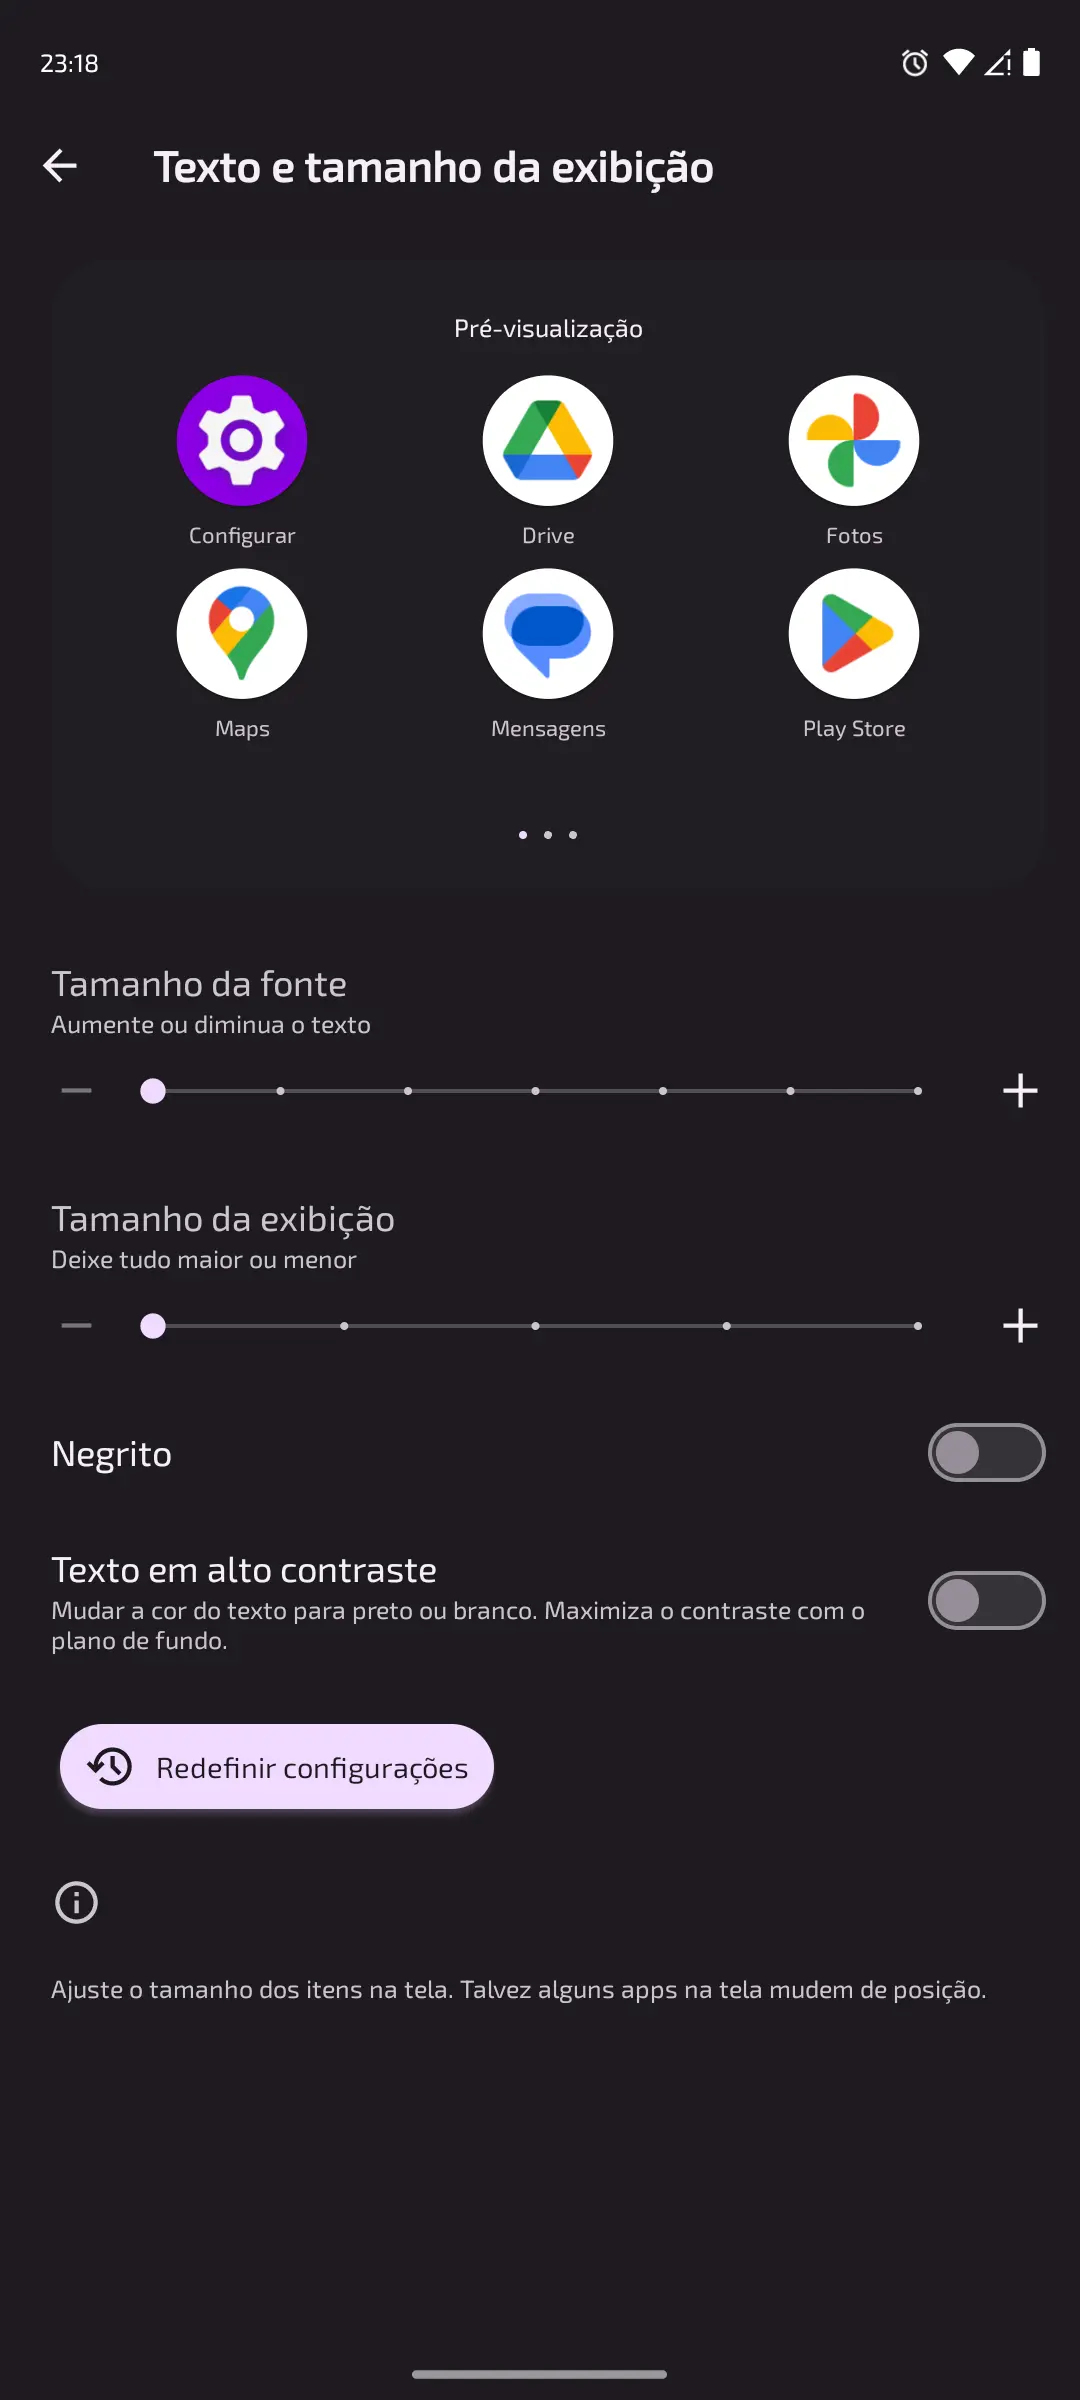 23:18
Texto e tamanho da exibição
Pré-visualização
Configurar
Drive
Fotos
Maps
Mensagens
Play Store
Tamanho da fonte
Aumente ou diminua o texto
Tamanho da exibição
Deixe tudo maior ou menor
Negrito
Texto em alto contraste
Mudar a cor do texto para preto ou branco. Maximiza o contraste com o
plano de fundo.
Redefinir configurações
Ajuste o tamanho dos itens na tela. Talvez alguns apps na tela mudem de posição.